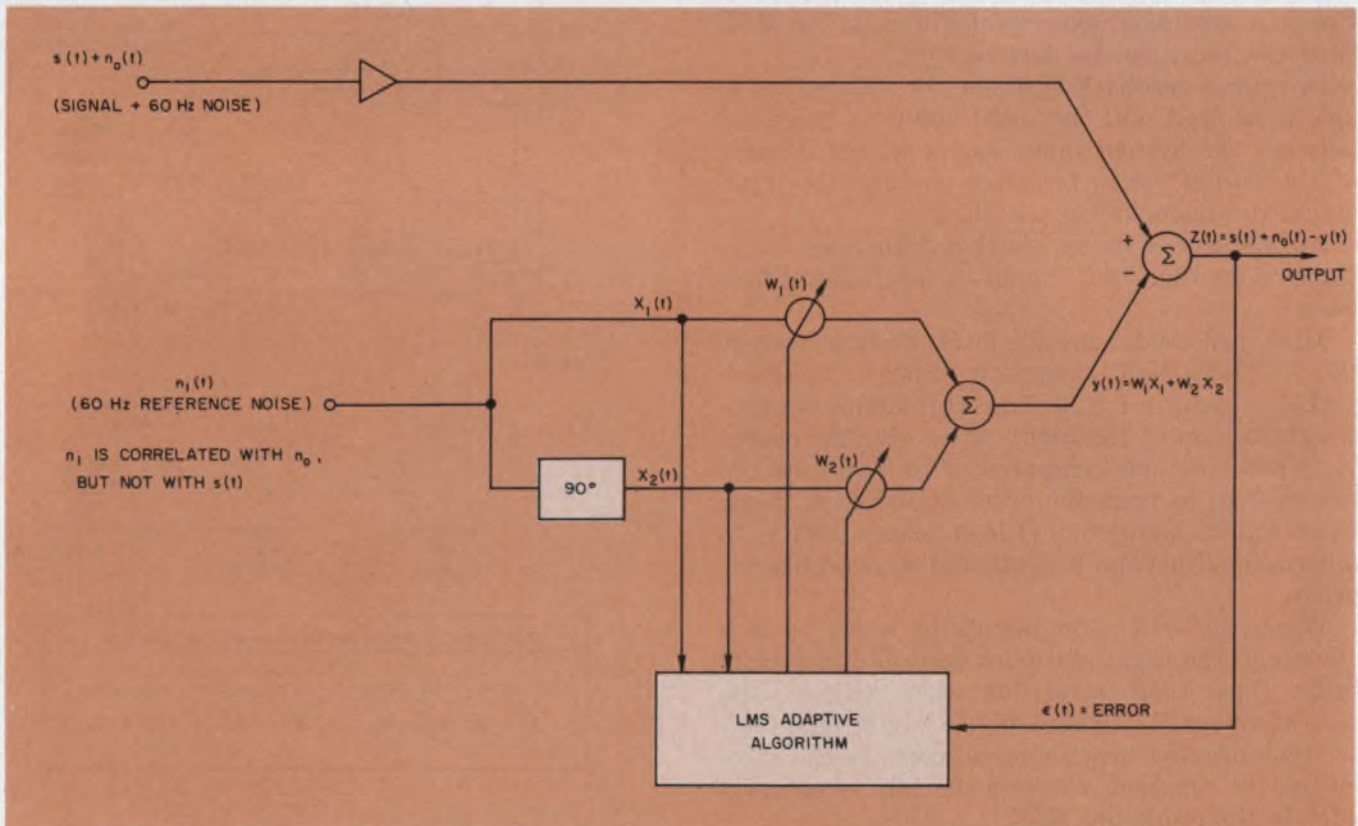 s(t)+n₀(t)
(SIGNAL + 60 Hz NOISE)
+
−
Σ
Z(t)=s(t)+n₀(t)-y(t)
OUTPUT
X₁(t)
W₁(t)
n₁(t)
(60 Hz REFERENCE NOISE)
n₁ IS CORRELATED WITH n₀,
BUT NOT WITH s(t)
Σ
y(t)=W₁X₁+W₂X₂
90°
X₂(t)
W₂(t)
LMS ADAPTIVE
ALGORITHM
ϵ(t)=ERROR